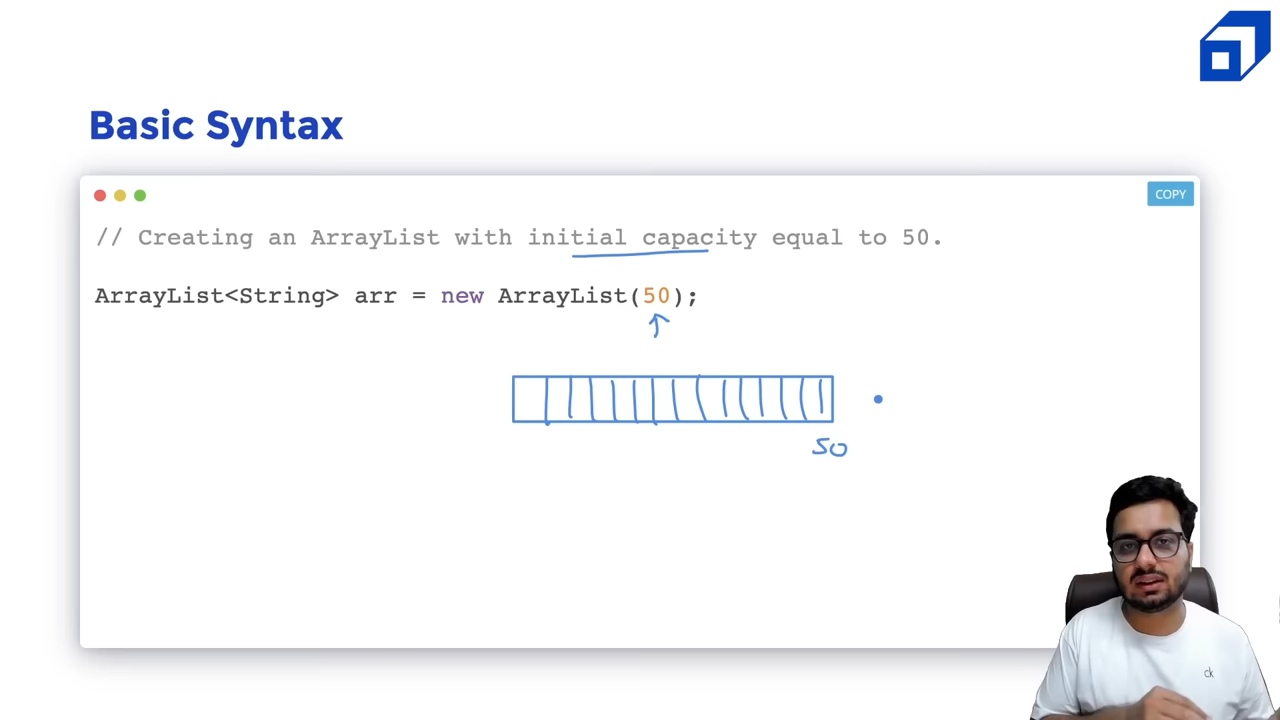 Basic Syntax
COPY
// Creating an ArrayList with initial capacity equal to 50.
ArrayList<String> arr = new ArrayList(50);
50
ck